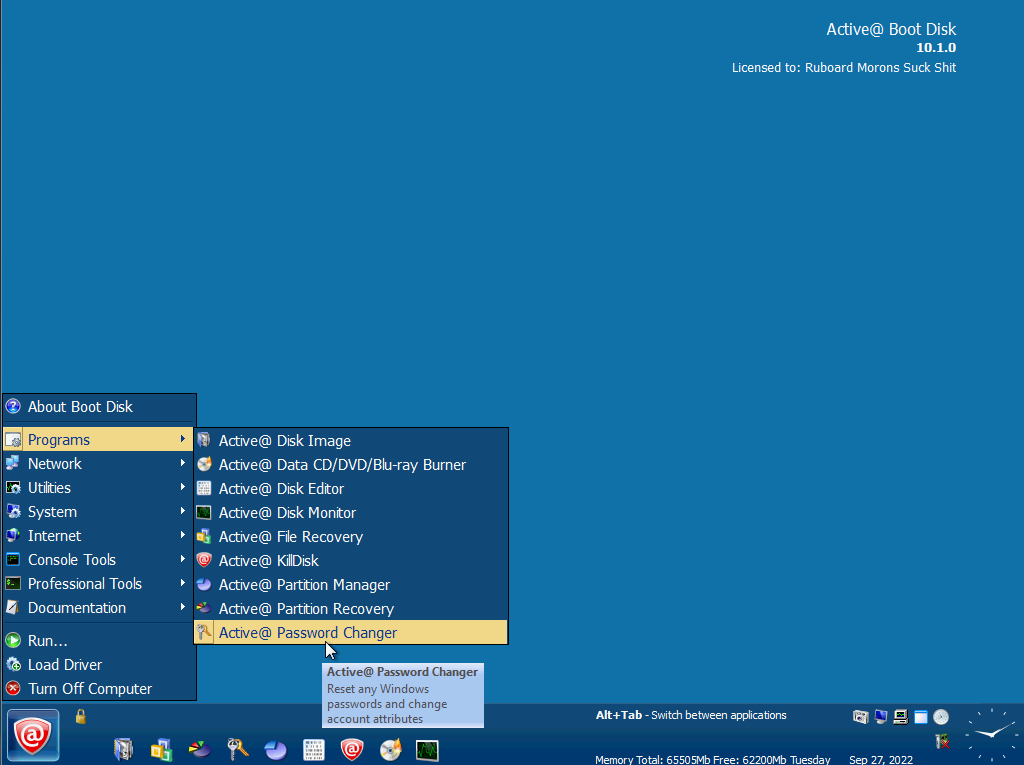 Active@ Boot Disk
10.1.0
Licensed to: Ruboard Morons Suck Shit
About Boot Disk
Programs
Network
Utilities
System
Internet
Console Tools
Professional Tools
Documentation
Run...
Load Driver
Turn Off Computer
Active@ Disk Image
Active@ Data CD/DVD/Blu-ray Burner
Active@ Disk Editor
Active@ Disk Monitor
Active@ File Recovery
Active@ KillDisk
Active@ Partition Manager
Active@ Partition Recovery
Active@ Password Changer
Active@ Password Changer
Reset any Windows
passwords and change
account attributes
Alt+Tab - Switch between applications
Memory Total: 65505Mb Free: 62200Mb Tuesday Sep 27, 2022